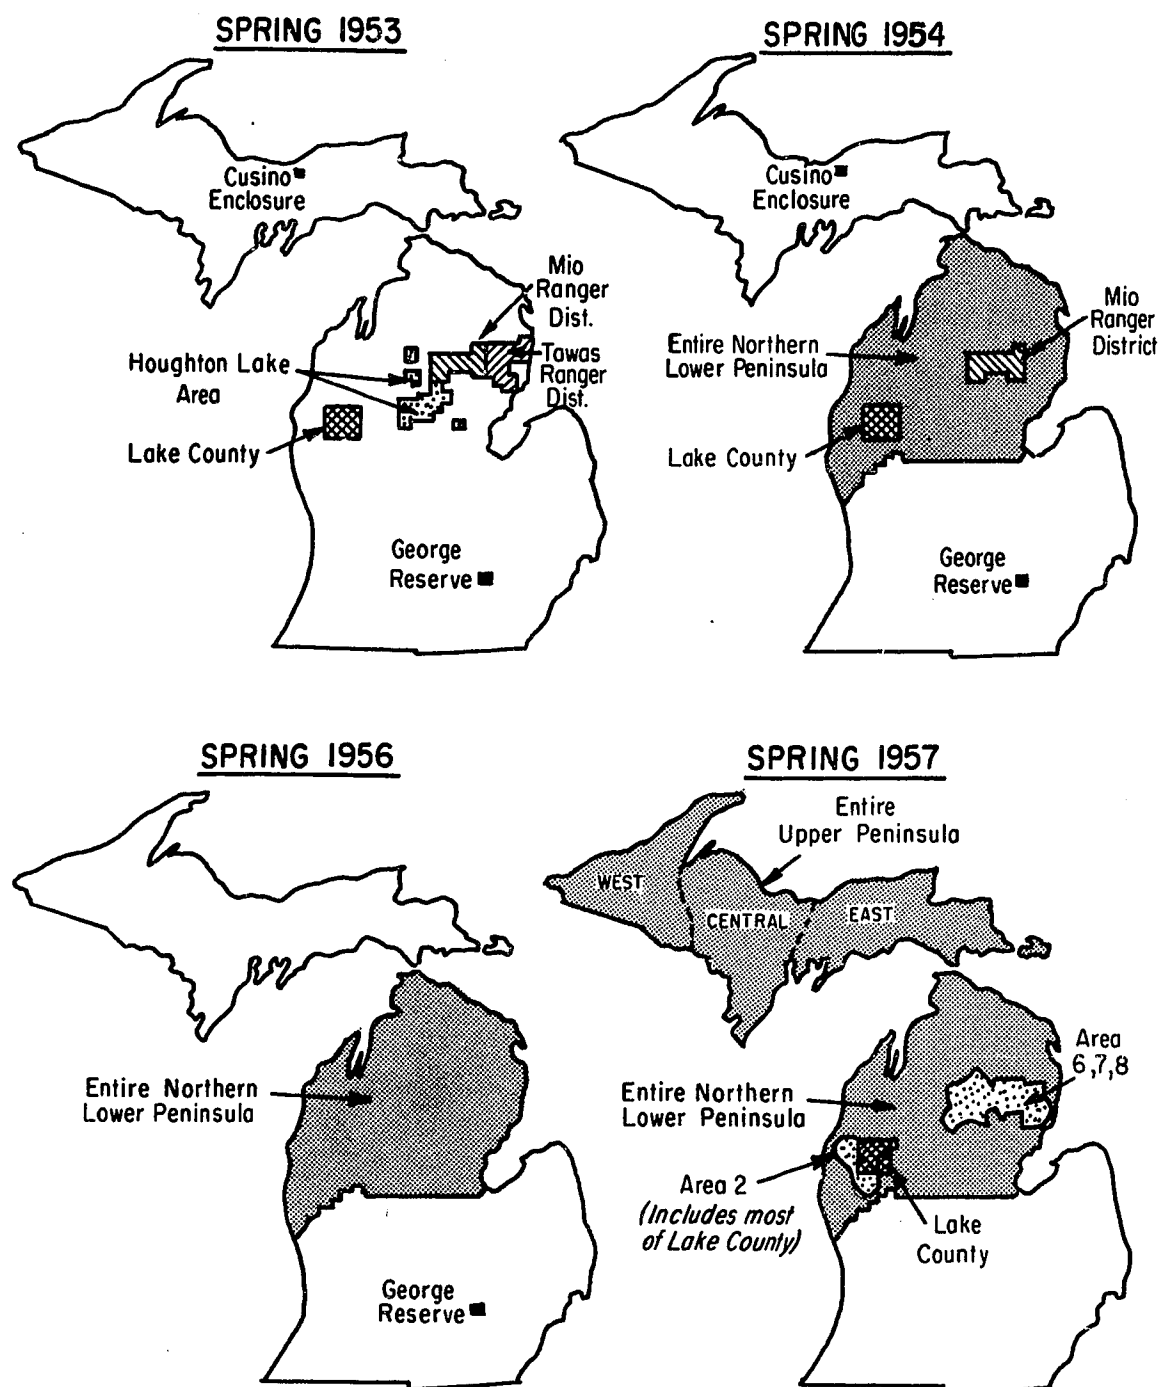 SPRING 1953
Cusino
Enclosure
Mio
Ranger
Dist.
Houghton Lake
Area
Tawas
Ranger
Dist.
Lake County
George
Reserve
SPRING 1954
Cusino
Enclosure
Mio
Ranger
District
Entire Northern
Lower Peninsula
Lake County
George
Reserve
SPRING 1956
Entire Northern
Lower Peninsula
George
Reserve
SPRING 1957
Entire
Upper Peninsula
WEST
CENTRAL
EAST
Area
6,7,8
Entire Northern
Lower Peninsula
Area 2
(Includes most
of Lake County)
Lake
County